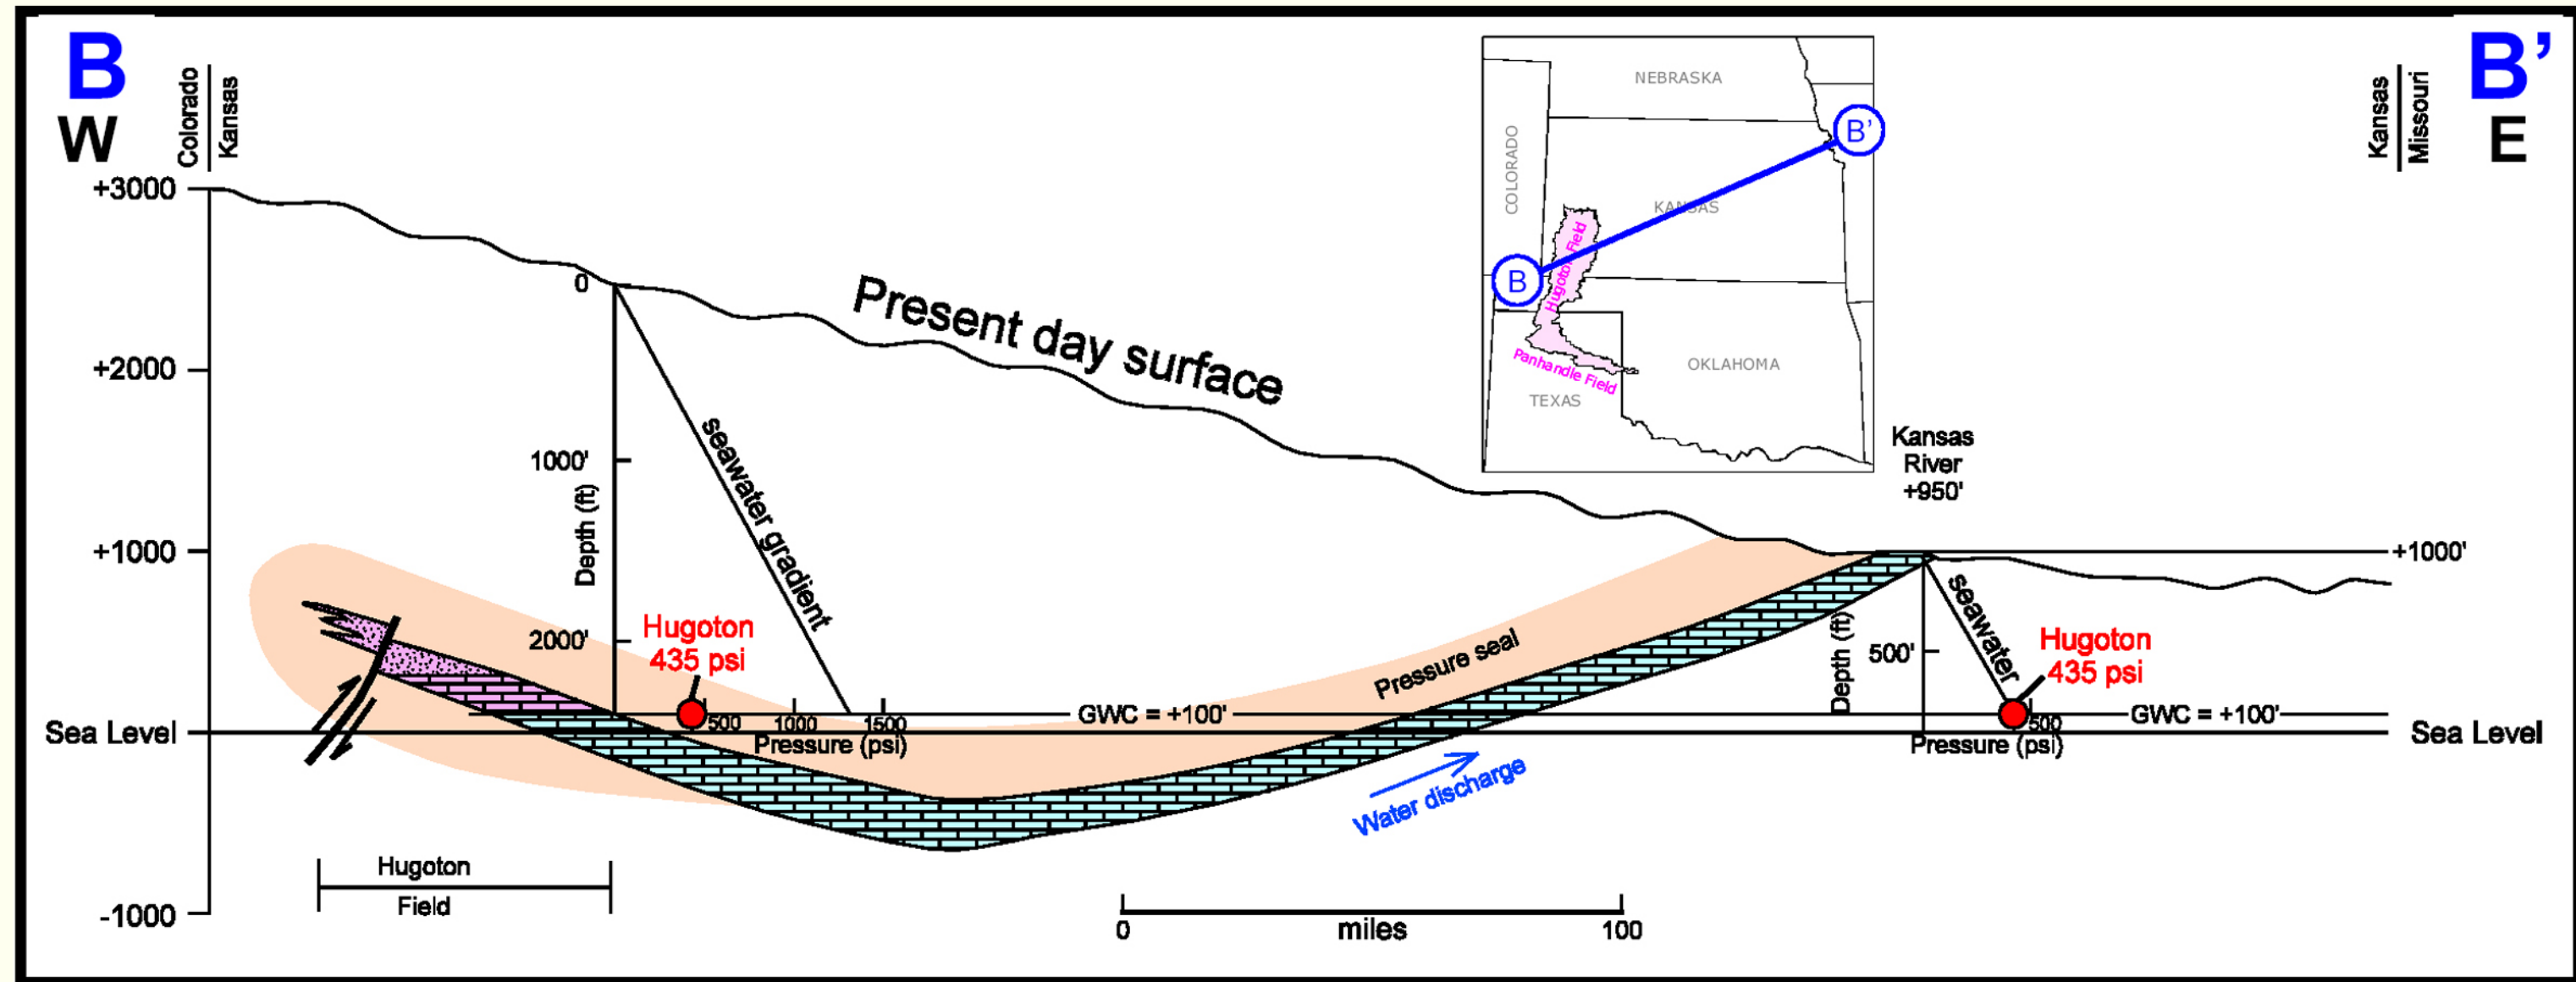 B
W
Colorado
Kansas
NEBRASKA
COLORADO
KANSAS
B'
B
Hugoton Field
Panhandle Field
OKLAHOMA
TEXAS
Kansas
Missouri
B'
E
+3000
+2000
+1000
Sea Level
-1000
Present day surface
0
1000'
2000'
Depth (ft)
seawater gradient
Hugoton
435 psi
500
1000
1500
Pressure (psi)
GWC = +100'
Pressure seal
Water discharge
Kansas
River
+950'
+1000'
Depth (ft)
500'
seawater
Hugoton
435 psi
500
Pressure (psi)
GWC = +100'
Sea Level
Hugoton
Field
0
miles
100